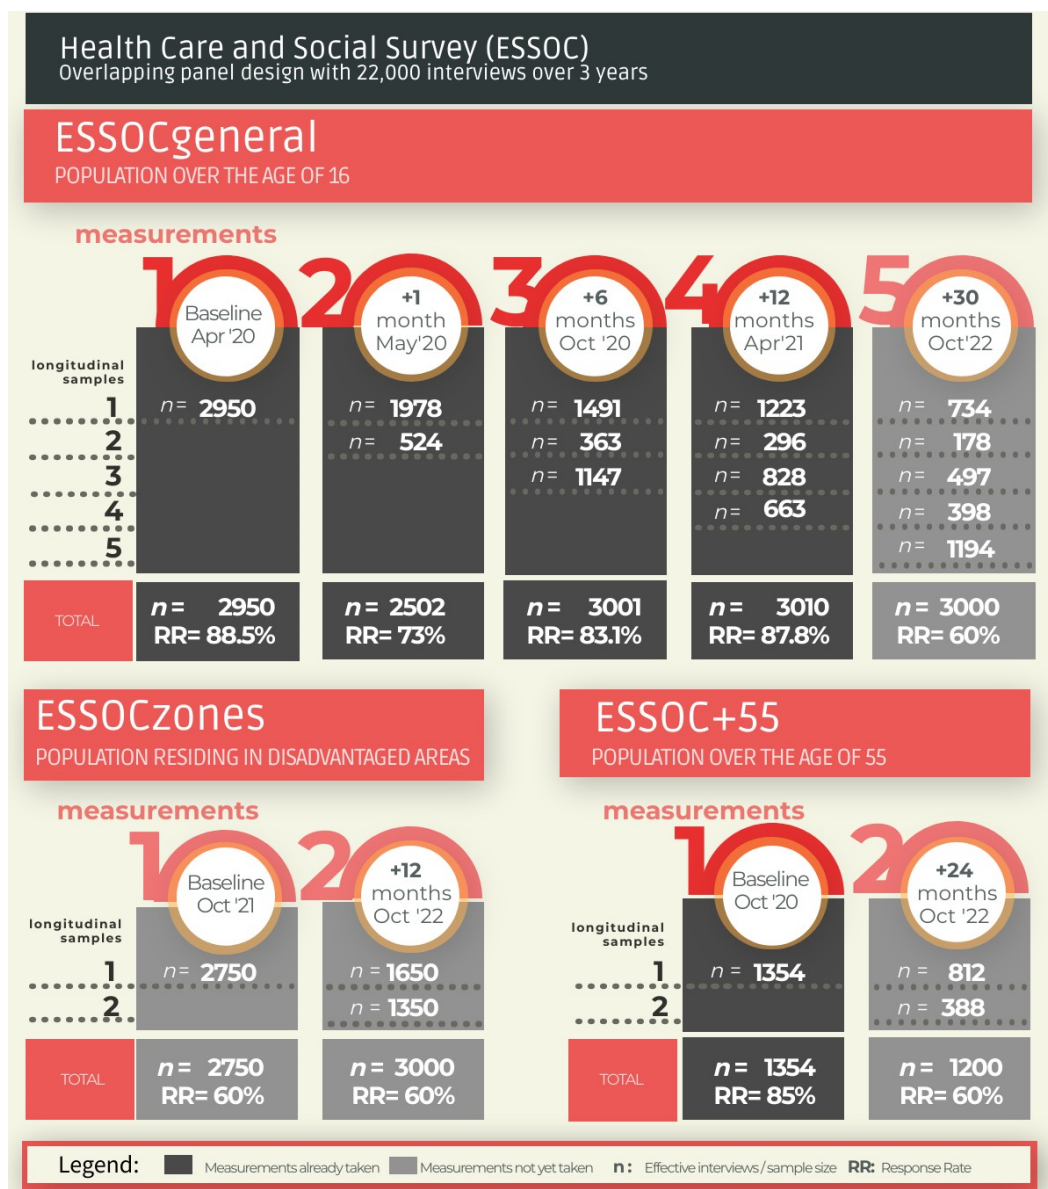 Health Care and Social Survey (ESSOC)
Overlapping panel design with 22,000 interviews over 3 years
ESSOCgeneral
POPULATION OVER THE AGE OF 16
measurements
1 2 3 4 5
Baseline Apr '20
+1 month May'20
+6 months Oct '20
+12 months Apr'21
+30 months Oct'22
longitudinal samples
1 n= 2950 n= 1978 n= 1491 n= 1223 n= 734
2 n= 524 n= 363 n= 296 n= 178
3 n= 1147 n= 828 n= 497
4 n= 663 n= 398
5 n= 1194
TOTAL
n= 2950 n= 2502 n= 3001 n= 3010 n= 3000
RR= 88.5% RR= 73% RR= 83.1% RR= 87.8% RR= 60%
ESSOCzones
POPULATION RESIDING IN DISADVANTAGED AREAS
measurements
1 2
Baseline Oct '21
+12 months Oct '22
longitudinal samples
1 n= 2750 n = 1650
2 n = 1350
TOTAL
n= 2750 n= 3000
RR= 60% RR= 60%
ESSOC+55
POPULATION OVER THE AGE OF 55
measurements
1 2
Baseline Oct '20
+24 months Oct '22
longitudinal samples
1 n = 1354 n = 812
2 n = 388
TOTAL
n= 1354 n= 1200
RR= 85% RR= 60%
Legend: Measurements already taken Measurements not yet taken n: Effective interviews / sample size RR: Response Rate